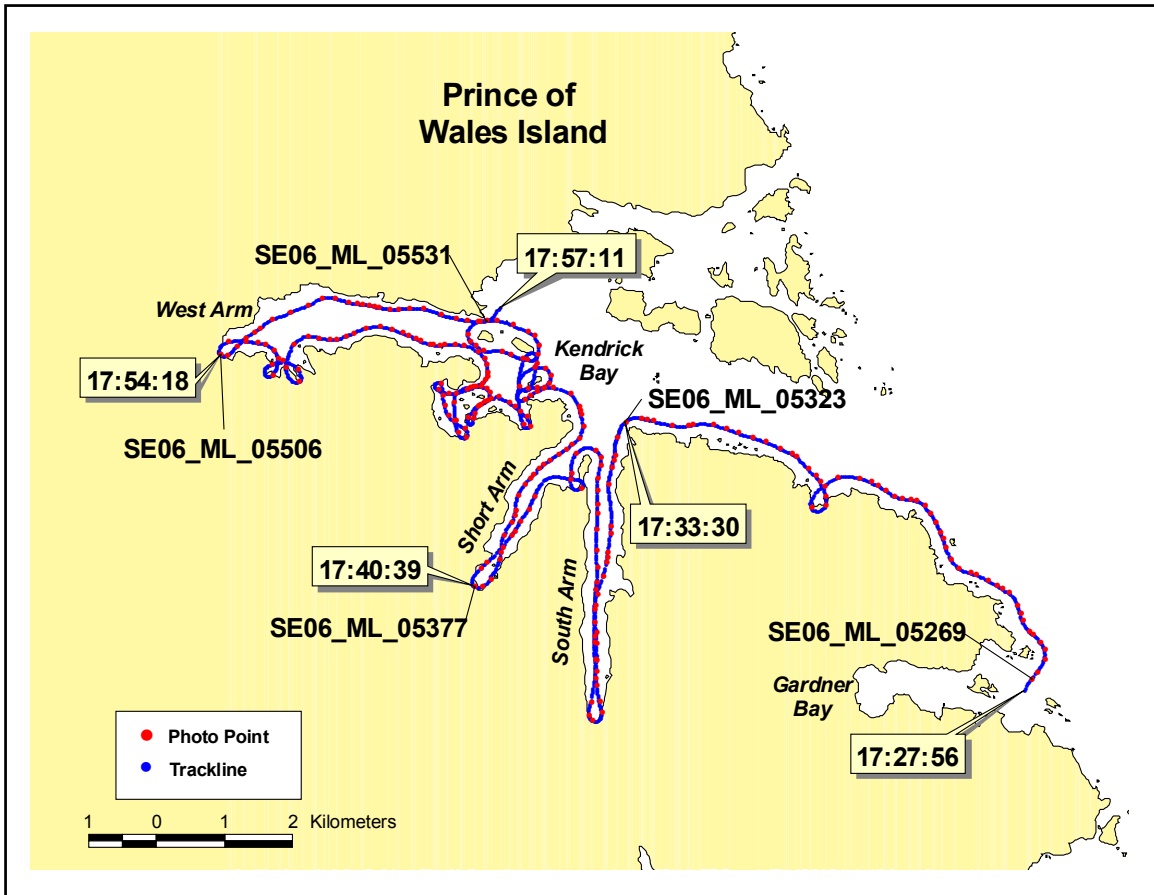 Prince of
Wales Island
SE06_ML_05531
17:57:11
West Arm
Kendrick
Bay
17:54:18
SE06_ML_05323
SE06_ML_05506
Short Arm
17:33:30
17:40:39
South Arm
SE06_ML_05377
SE06_ML_05269
Gardner
Bay
17:27:56
Photo Point
Trackline
1 0 1 2 Kilometers